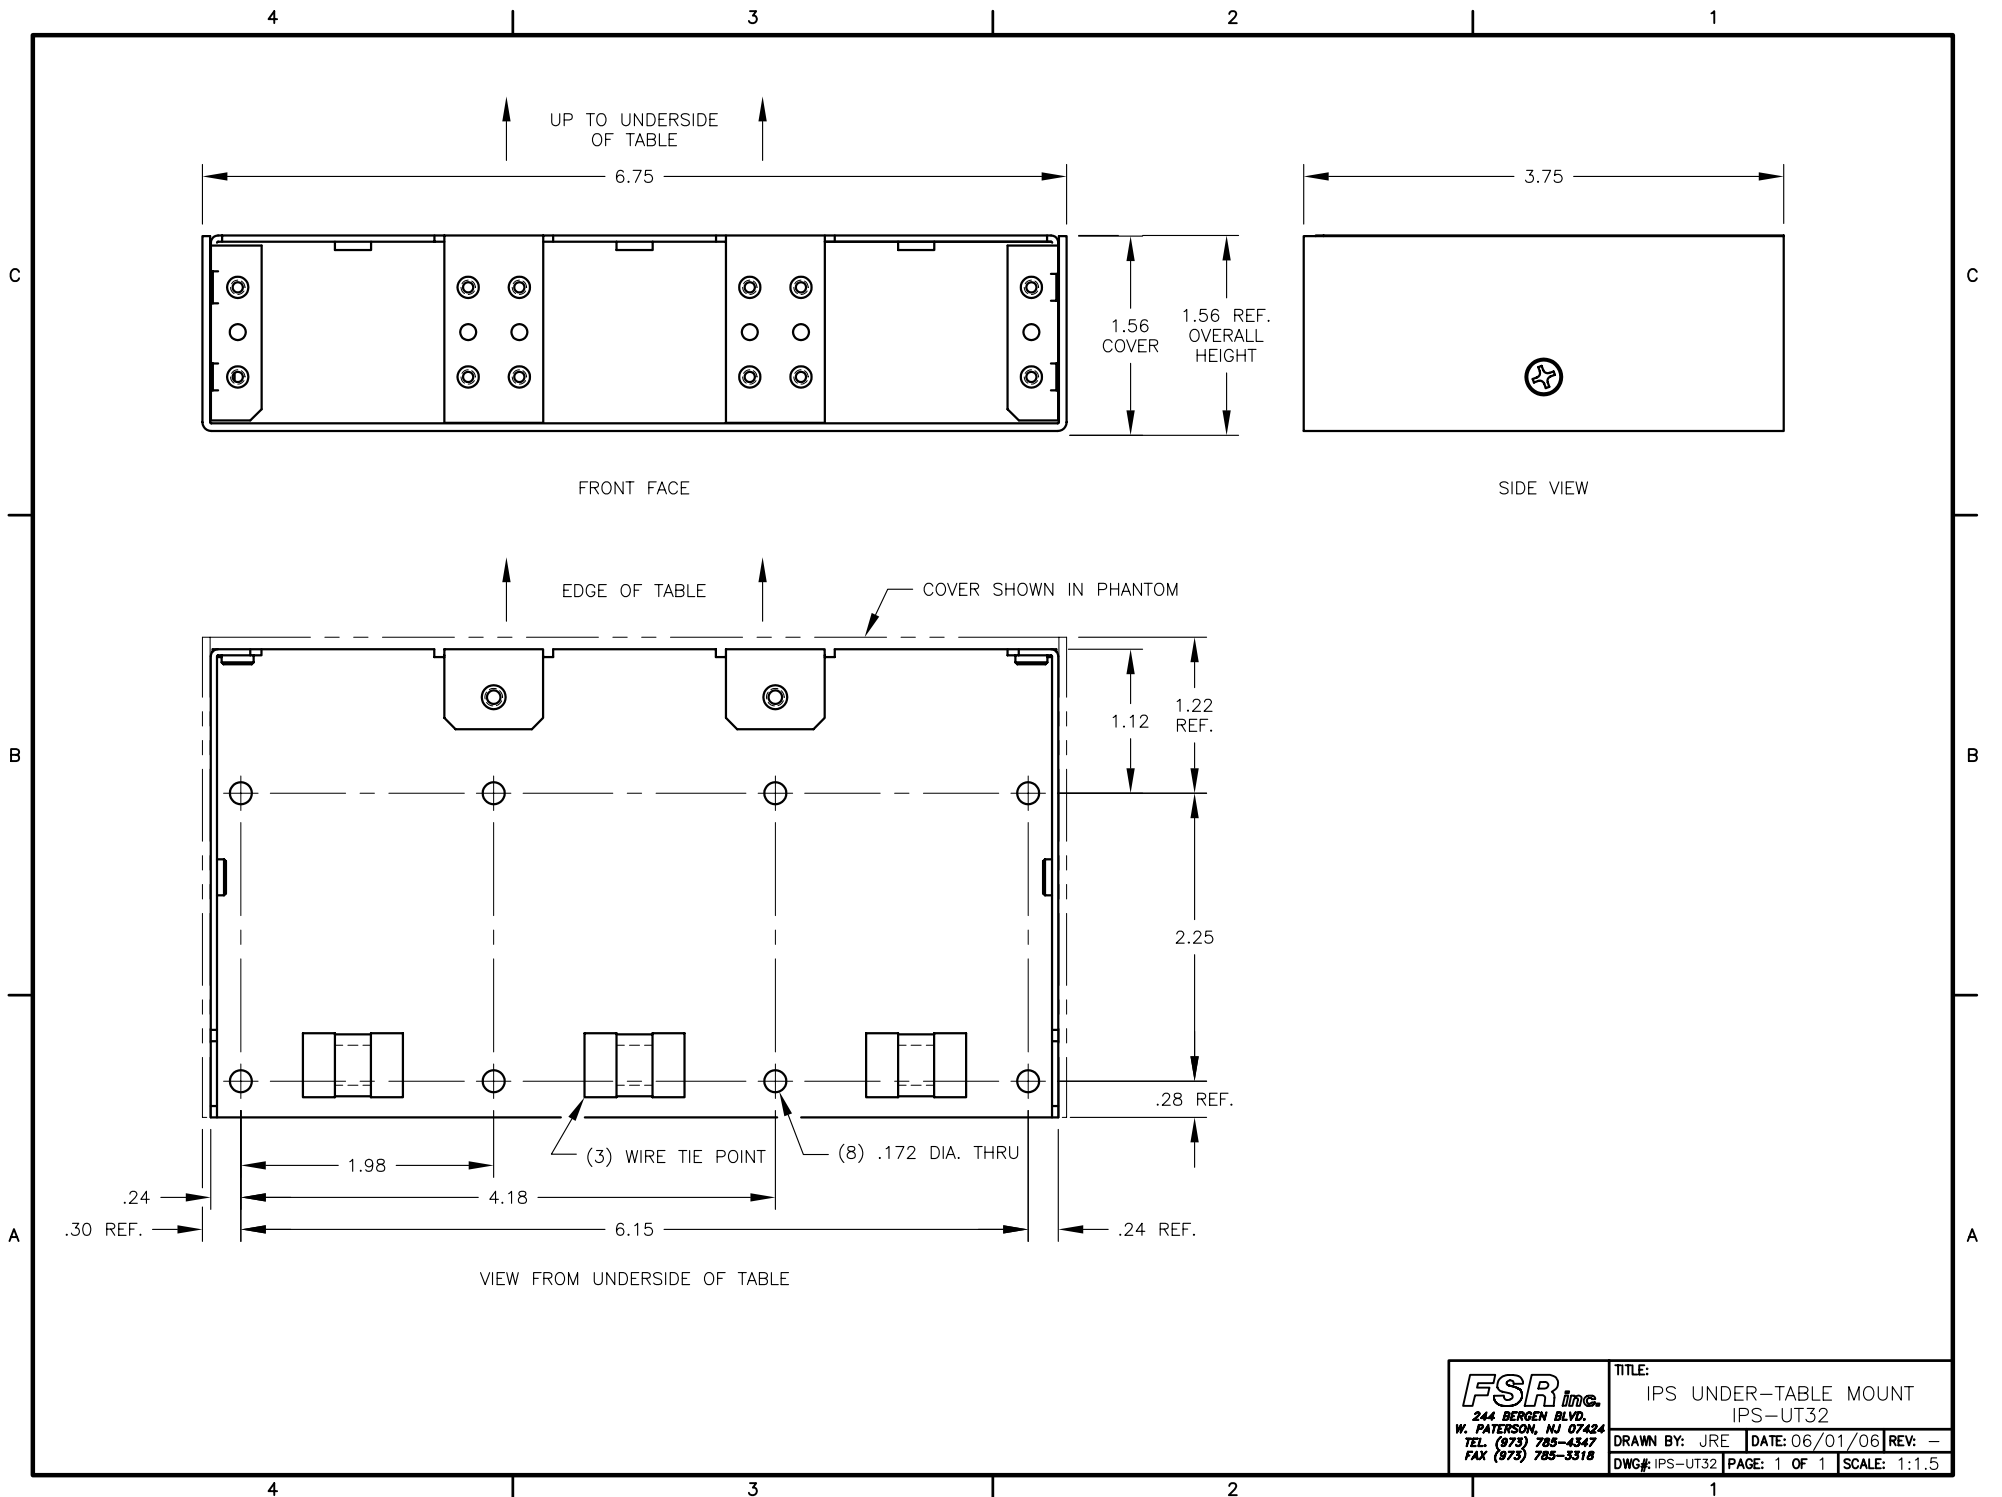 4 3 2 1
UP TO UNDERSIDE
OF TABLE
6.75
3.75
C
C
1.56
COVER
1.56 REF.
OVERALL
HEIGHT
FRONT FACE
SIDE VIEW
EDGE OF TABLE
COVER SHOWN IN PHANTOM
1.12
1.22
REF.
B
B
2.25
.28 REF.
(3) WIRE TIE POINT
(8) .172 DIA. THRU
1.98
.24
4.18
.30 REF.
6.15
.24 REF.
A
A
VIEW FROM UNDERSIDE OF TABLE
FSR inc.
244 BERGEN BLVD.
W. PATERSON, NJ 07424
TEL. (973) 785-4347
FAX (973) 785-3318
TITLE:
IPS UNDER-TABLE MOUNT
IPS-UT32
DRAWN BY: JRE DATE: 06/01/06 REV: -
DWG#: IPS-UT32 PAGE: 1 OF 1 SCALE: 1:1.5
4 3 2 1